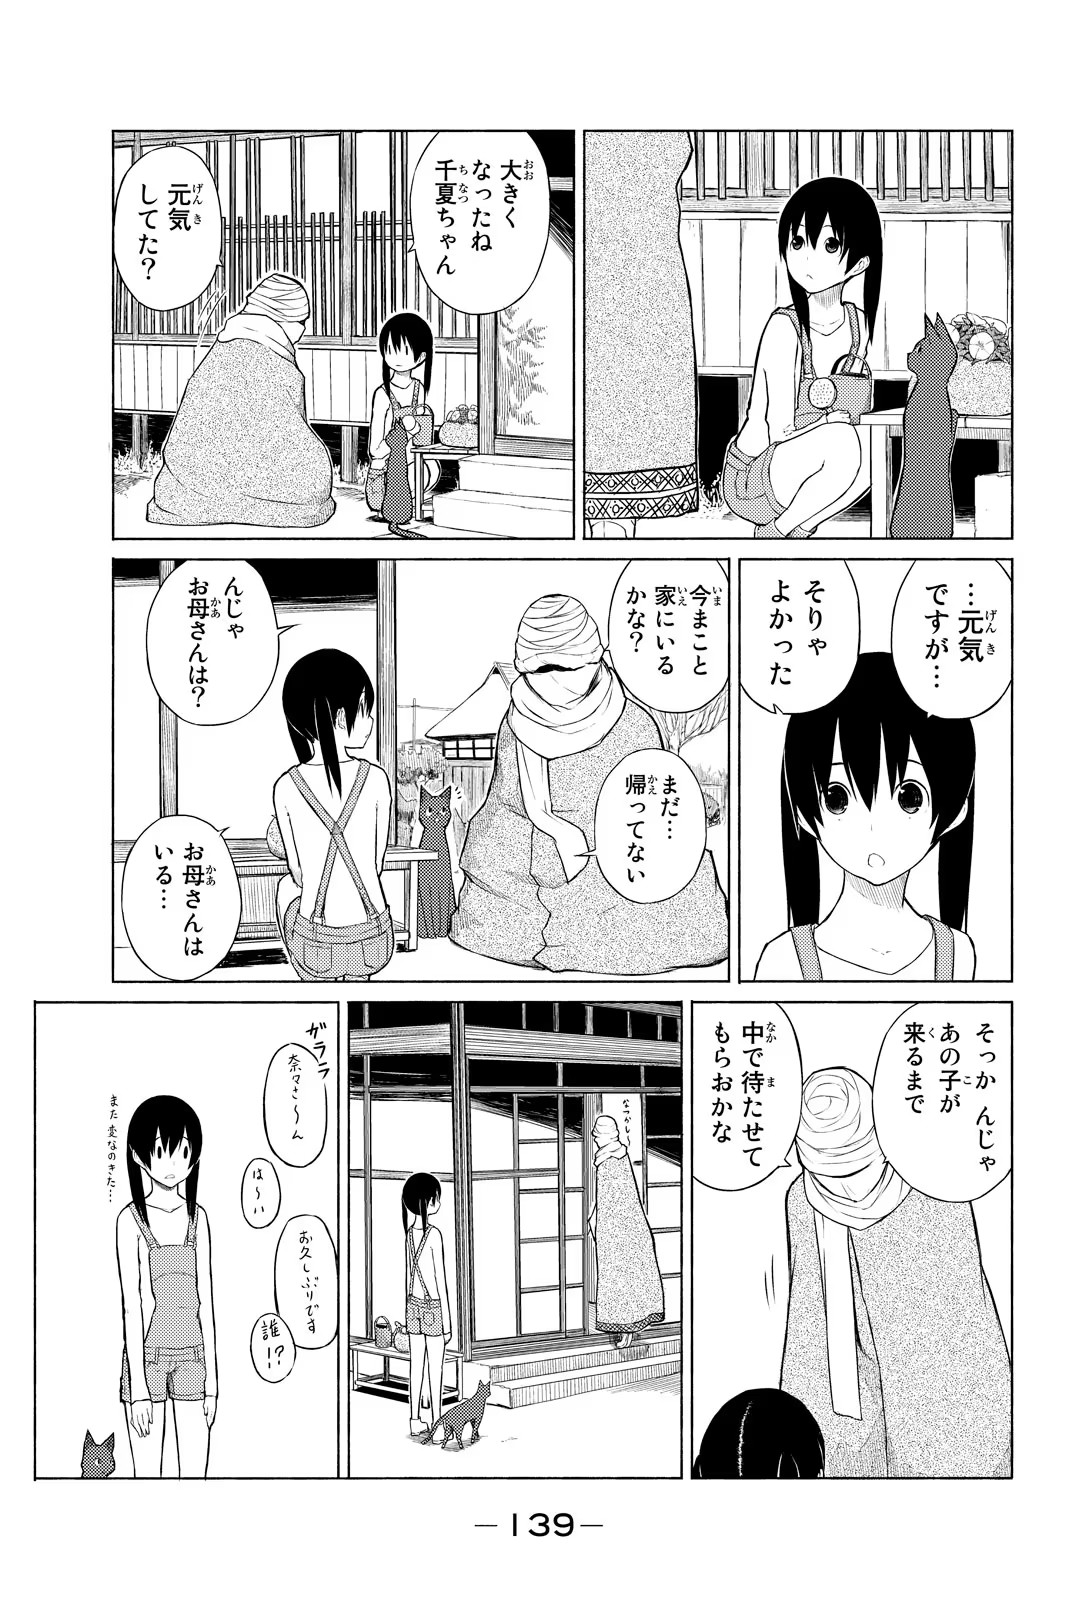 大きく
なったね
千夏ちゃん
元気
してた？
…元気
ですが…
そりゃ
よかった
今まこと
家にいる
かな？
まだ…
帰ってない
んじゃ
お母さんは？
お母さんは
いる…
そっか んじゃ
あの子が
来るまで
中で待たせて
もらおかな
なつかし〜
ガララ
奈々さ〜ん
は〜い
お久しぶりです
誰!?
また 変なのきた…
—139—